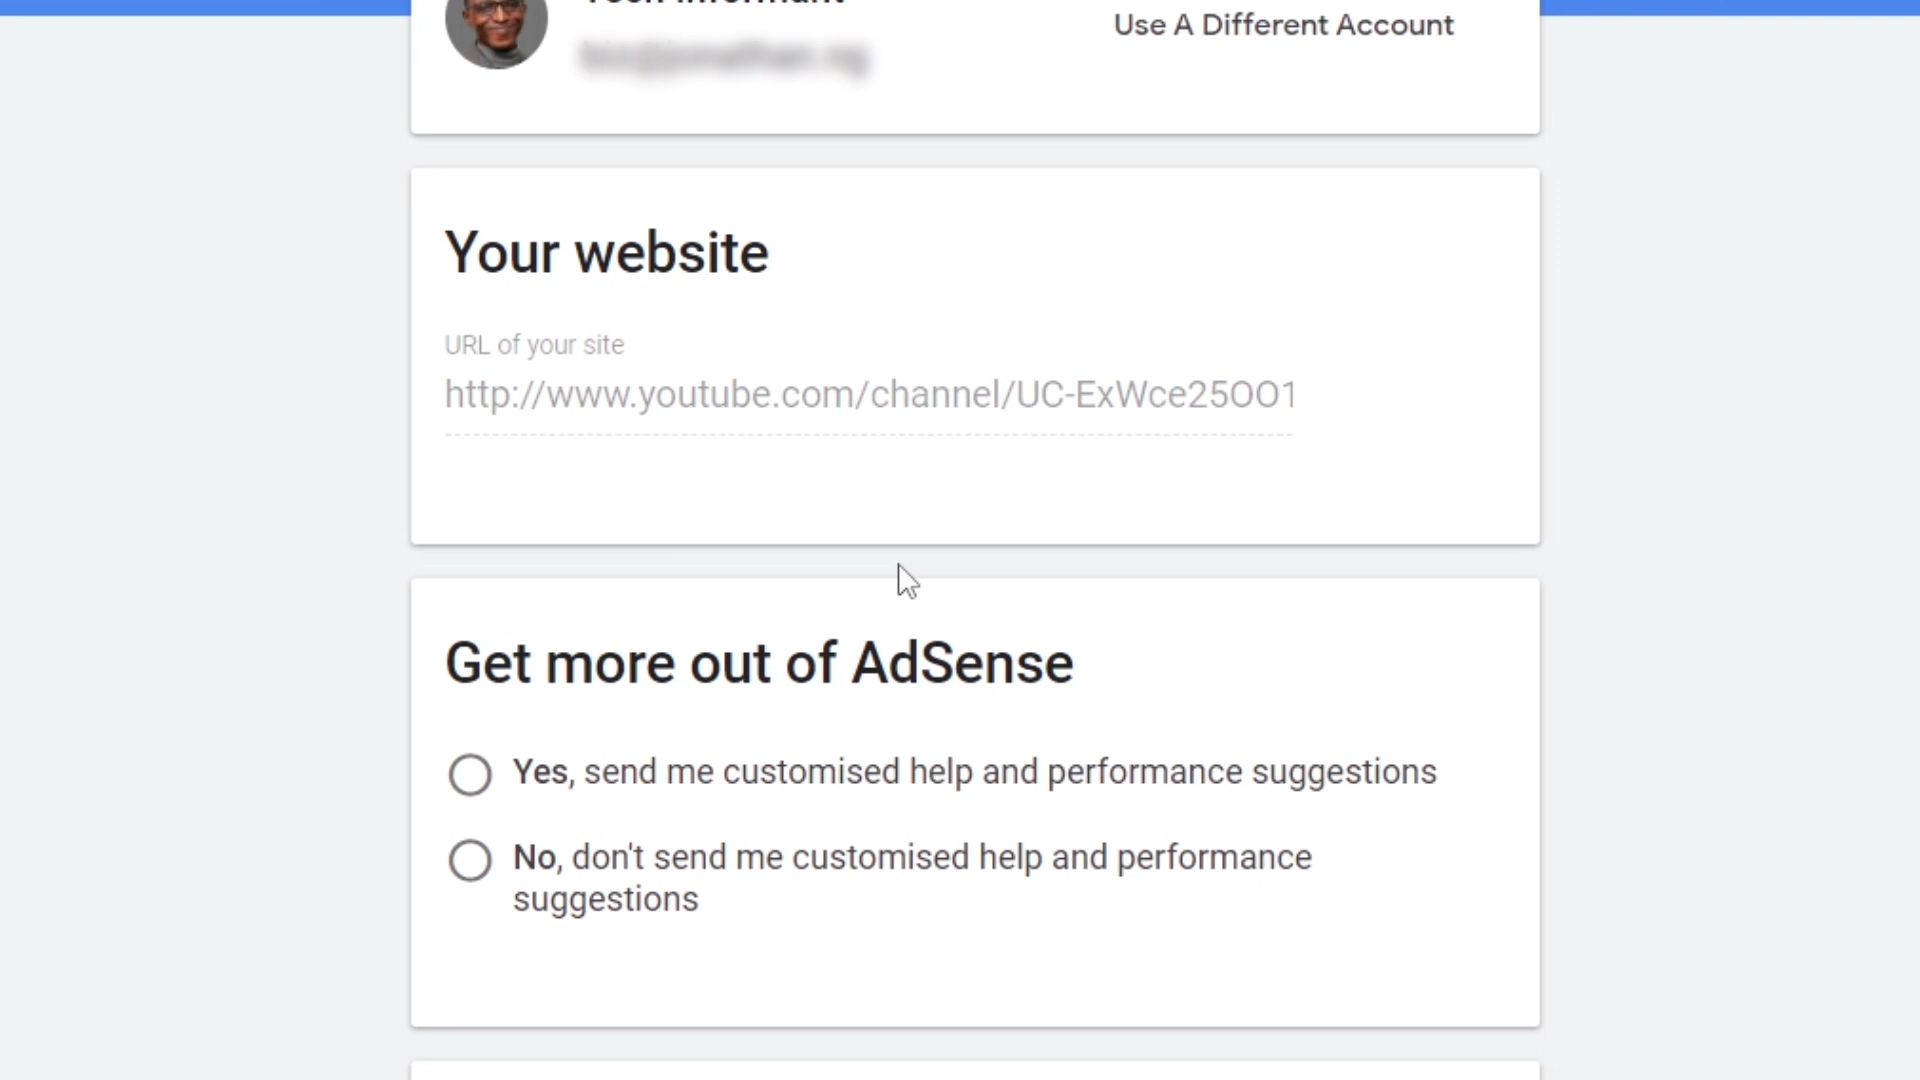 Use A Different Account
Your website
URL of your site
http://www.youtube.com/channel/UC-ExWce25OO1
Get more out of AdSense
Yes, send me customised help and performance suggestions
No, don't send me customised help and performance
suggestions